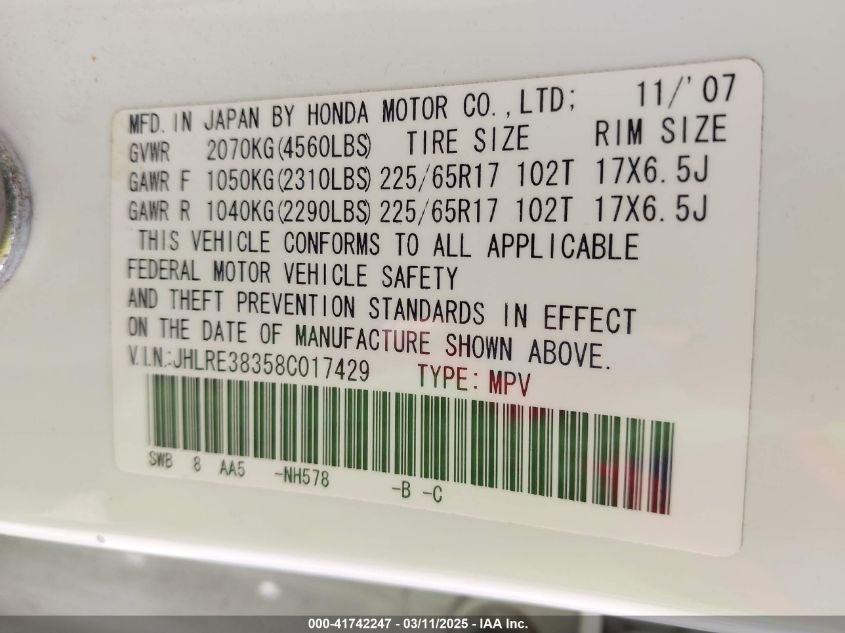 MFD. IN JAPAN BY HONDA MOTOR CO., LTD; 11/'07
GVWR 2070KG(4560LBS) TIRE SIZE RIM SIZE
GAWR F 1050KG(2310LBS) 225/65R17 102T 17X6.5J
GAWR R 1040KG(2290LBS) 225/65R17 102T 17X6.5J
THIS VEHICLE CONFORMS TO ALL APPLICABLE
FEDERAL MOTOR VEHICLE SAFETY
AND THEFT PREVENTION STANDARDS IN EFFECT
ON THE DATE OF MANUFACTURE SHOWN ABOVE.
V.I.N.:JHLRE38358C017429 TYPE: MPV
SWB 8 AA5 -NH578 -B -C
000-41742247 - 03/11/2025 - IAA Inc.